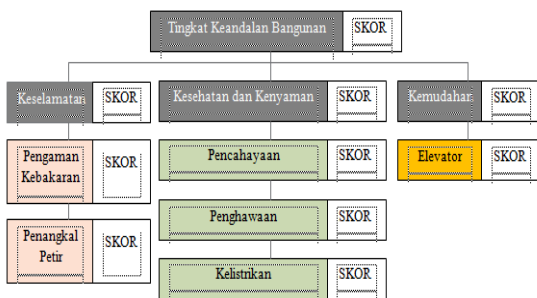 Tingkat Keandalan Bangunan SKOR
Keselamatan SKOR Kesehatan dan Kenyaman SKOR Kemudahan SKOR
Pengaman Kebakaran SKOR
Pencahayaan SKOR
Elevator SKOR
Penghawaan SKOR
Penangkal Petir SKOR
Kelistrikan SKOR